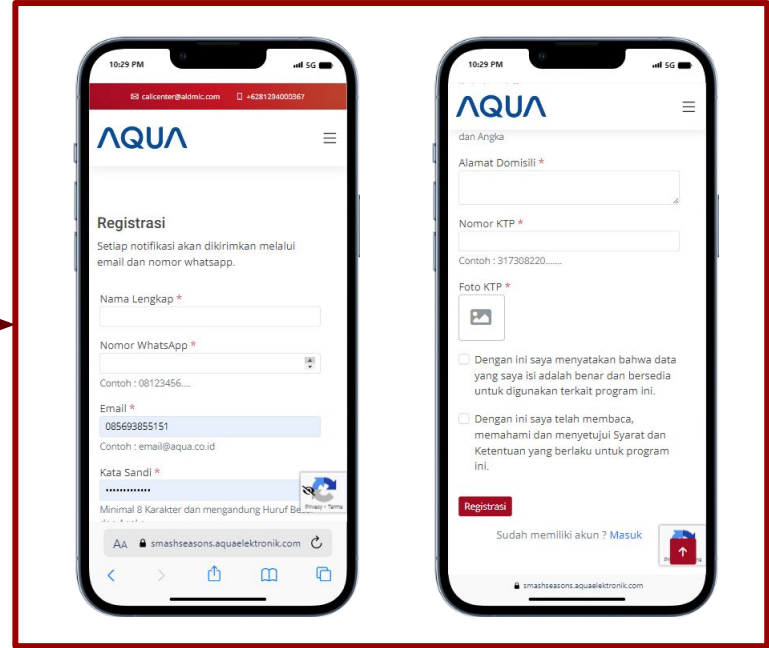 10:29 PM
5G
callcenter@aldmic.com +6281294000367
AQUA
Registrasi
Setiap notifikasi akan dikirimkan melalui
email dan nomor whatsapp.
Nama Lengkap *
Nomor WhatsApp *
Contoh : 08123456....
Email *
085693855151
Contoh : email@aqua.co.id
Kata Sandi *
•••••••••••••
Minimal 8 Karakter dan mengandung Huruf
Privacy - Terms
AA smashseasons.aquaelektronik.com
10:29 PM
5G
AQUA
dan Angka
Alamat Domisili *
Nomor KTP *
Contoh : 317308220.......
Foto KTP *
Dengan ini saya menyatakan bahwa data
yang saya isi adalah benar dan bersedia
untuk digunakan terkait program ini.
Dengan ini saya telah membaca,
memahami dan menyetujui Syarat dan
Ketentuan yang berlaku untuk program
ini.
Registrasi
Sudah memiliki akun ? Masuk
smashseasons.aquaelektronik.com